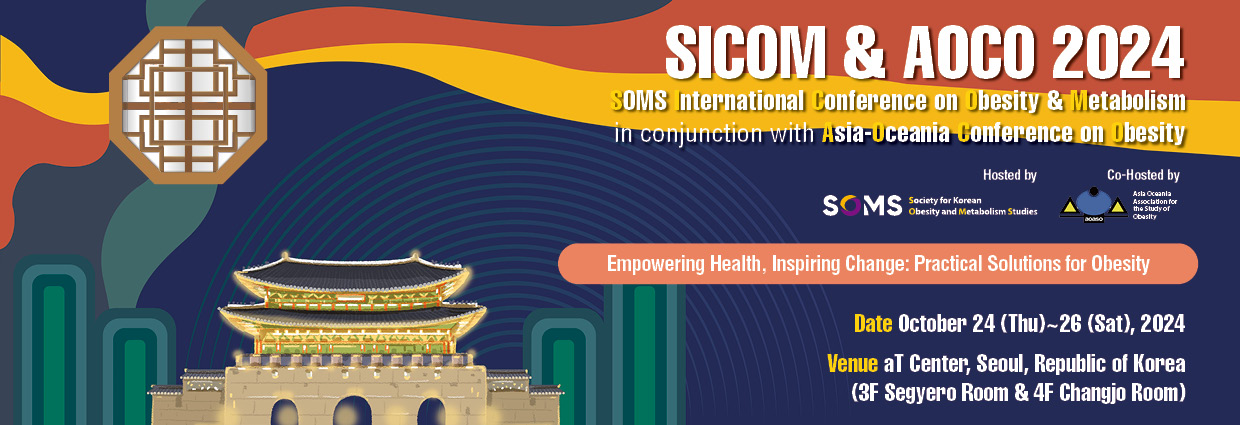 SICOM & AOCO 2024
SOMS International Conference on Obesity & Metabolism
in conjunction with Asia-Oceania Conference on Obesity
Hosted by
SOMS Society for Korean
Obesity and Metabolism Studies
Co-Hosted by
aoaso
Asia Oceania
Association for
the Study of
Obesity
Empowering Health, Inspiring Change: Practical Solutions for Obesity
Date October 24 (Thu)~26 (Sat), 2024
Venue aT Center, Seoul, Republic of Korea
(3F Segyero Room & 4F Changjo Room)